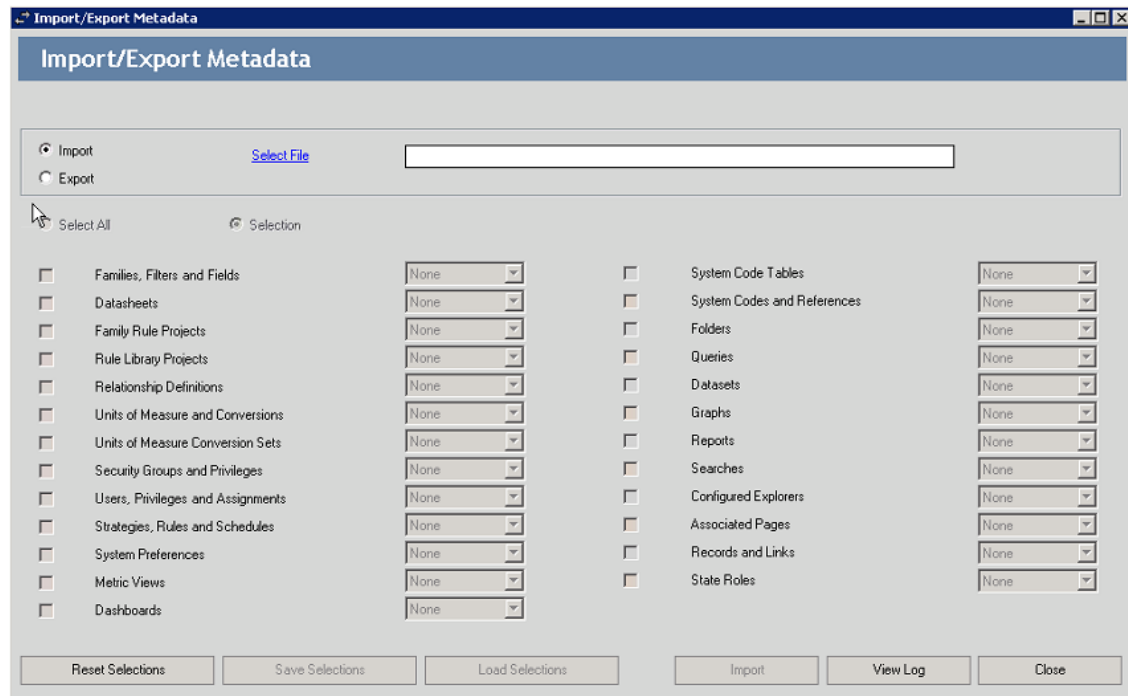 Import/Export Metadata
Import/Export Metadata
Import
Select File
Export
Select All
Selection
Families, Filters and Fields None System Code Tables None
Datasheets None System Codes and References None
Family Rule Projects None Folders None
Rule Library Projects None Queries None
Relationship Definitions None Datasets None
Units of Measure and Conversions None Graphs None
Units of Measure Conversion Sets None Reports None
Security Groups and Privileges None Searches None
Users, Privileges and Assignments None Configured Explorers None
Strategies, Rules and Schedules None Associated Pages None
System Preferences None Records and Links None
Metric Views None State Roles None
Dashboards None
Reset Selections Save Selections Load Selections Import View Log Close